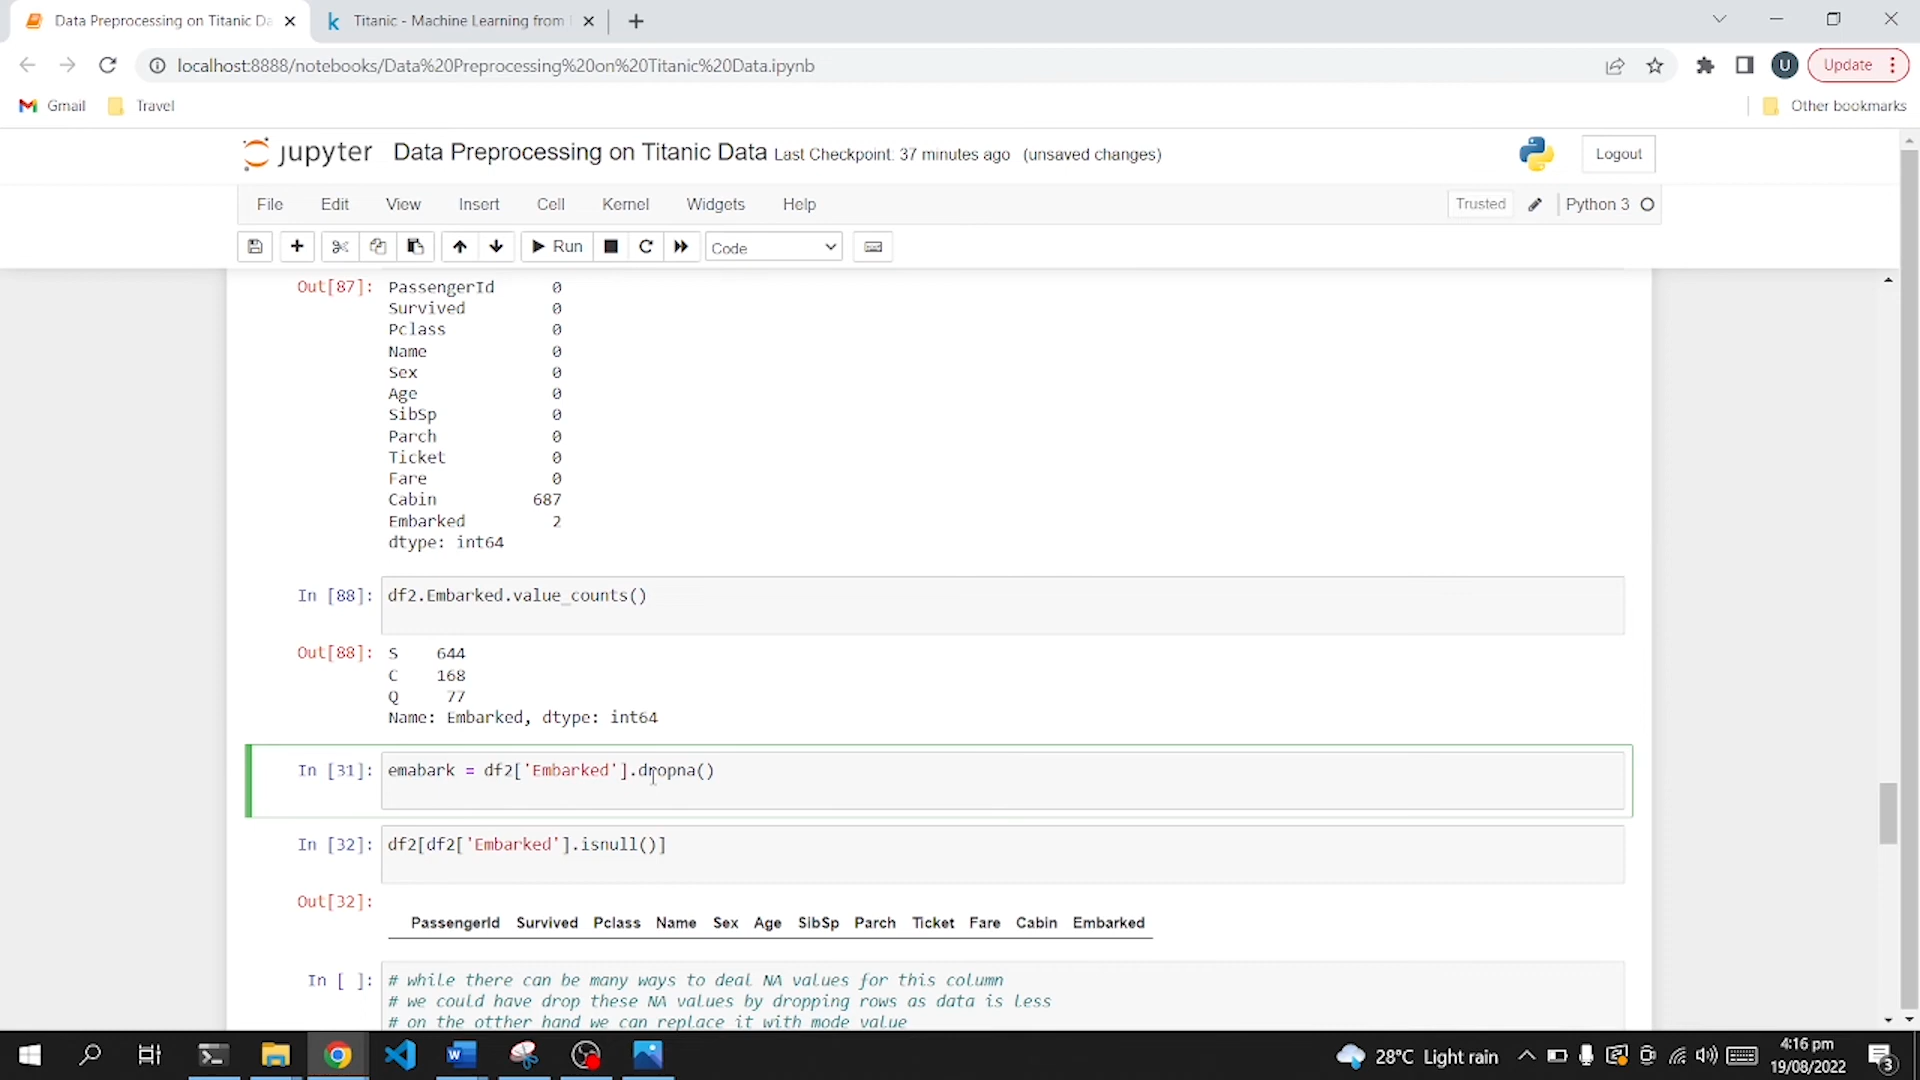 Data Preprocessing on Titanic Da
Titanic - Machine Learning from
localhost:8888/notebooks/Data%20Preprocessing%20on%20Titanic%20Data.ipynb
U
Update
Gmail
Travel
Other bookmarks
jupyter
Data Preprocessing on Titanic Data Last Checkpoint: 37 minutes ago (unsaved changes)
Logout
File Edit View Insert Cell Kernel Widgets Help
Trusted
Python 3
Run
Code
Out[87]: PassengerId 0
Survived 0
Pclass 0
Name 0
Sex 0
Age 0
SibSp 0
Parch 0
Ticket 0
Fare 0
Cabin 687
Embarked 2
dtype: int64
In [88]: df2.Embarked.value_counts()
Out[88]: S 644
C 168
Q 77
Name: Embarked, dtype: int64
In [31]: emabark = df2['Embarked'].dropna()
In [32]: df2[df2['Embarked'].isnull()]
Out[32]:
PassengerId Survived Pclass Name Sex Age SibSp Parch Ticket Fare Cabin Embarked
In [ ]: # while there can be many ways to deal NA values for this column
# we could have drop these NA values by dropping rows as data is less
# on the otther hand we can replace it with mode value
28°C Light rain
4:16 pm
19/08/2022
3